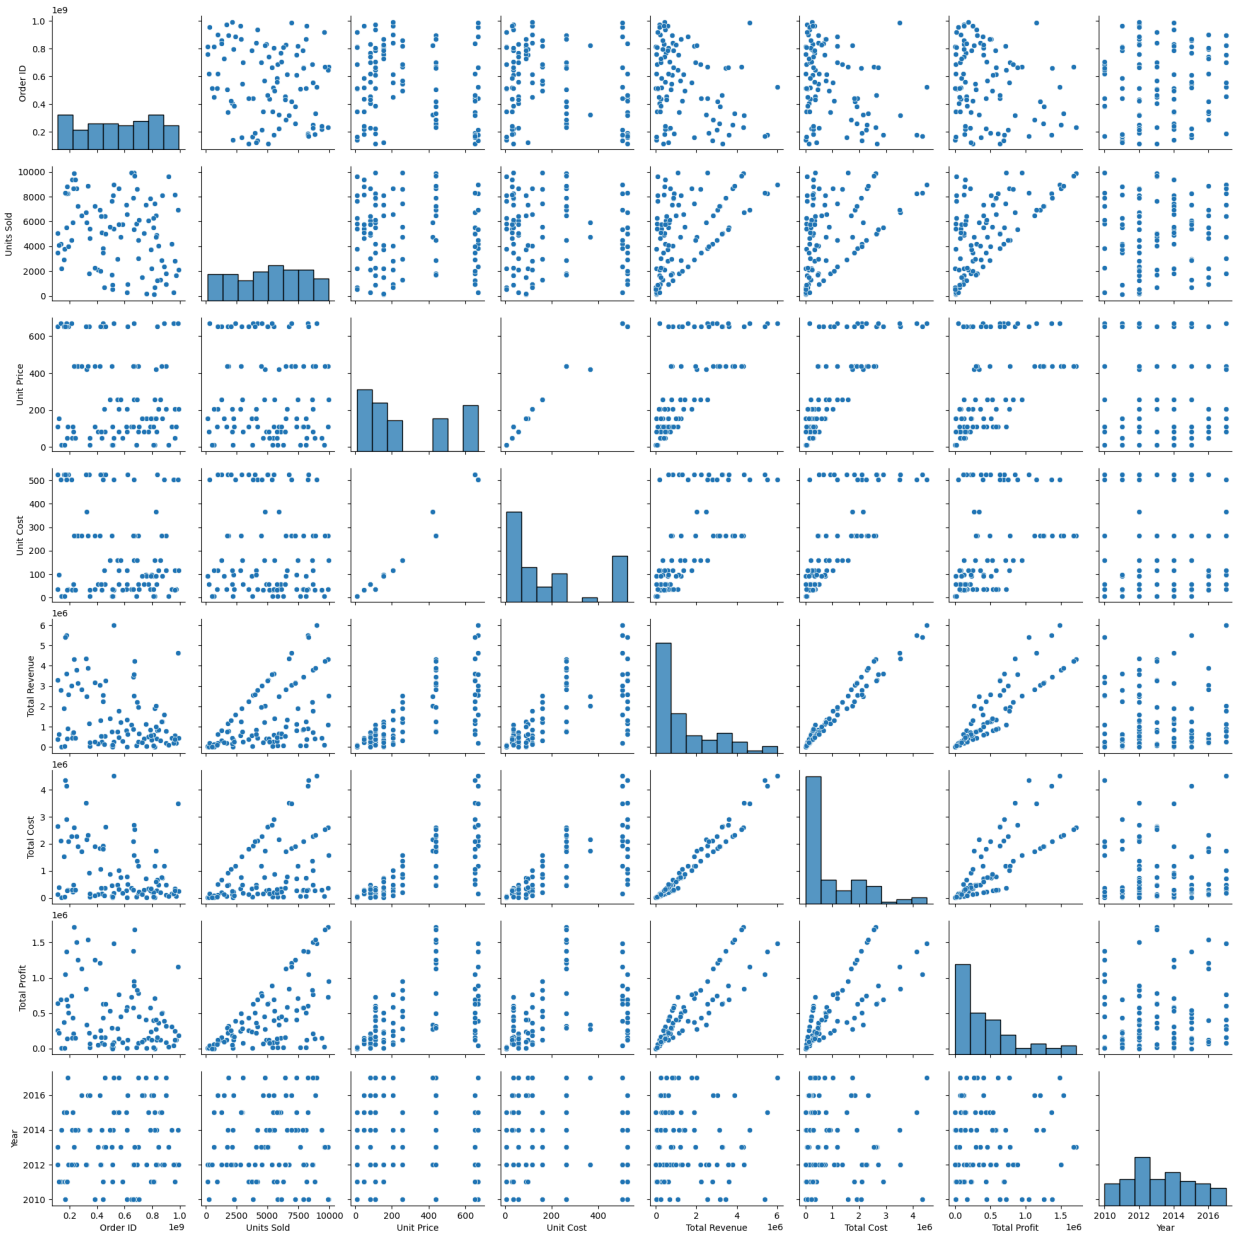 1e9
1.0
0.8
0.6
0.4
0.2
Order ID
10000
8000
6000
4000
2000
0
Units Sold
600
400
200
0
Unit Price
500
400
300
200
100
0
Unit Cost
1e6
6
5
4
3
2
1
0
Total Revenue
1e6
4
3
2
1
0
Total Cost
1e6
1.5
1.0
0.5
0.0
Total Profit
2016
2014
2012
2010
Year
0.2 0.4 0.6 0.8 1.0
Order ID 1e9
0 2500 5000 7500 10000
Units Sold
0 200 400 600
Unit Price
0 200 400
Unit Cost
0 2 4 6
Total Revenue 1e6
0 1 2 3 4
Total Cost 1e6
0.0 0.5 1.0 1.5
Total Profit 1e6
2010 2012 2014 2016
Year